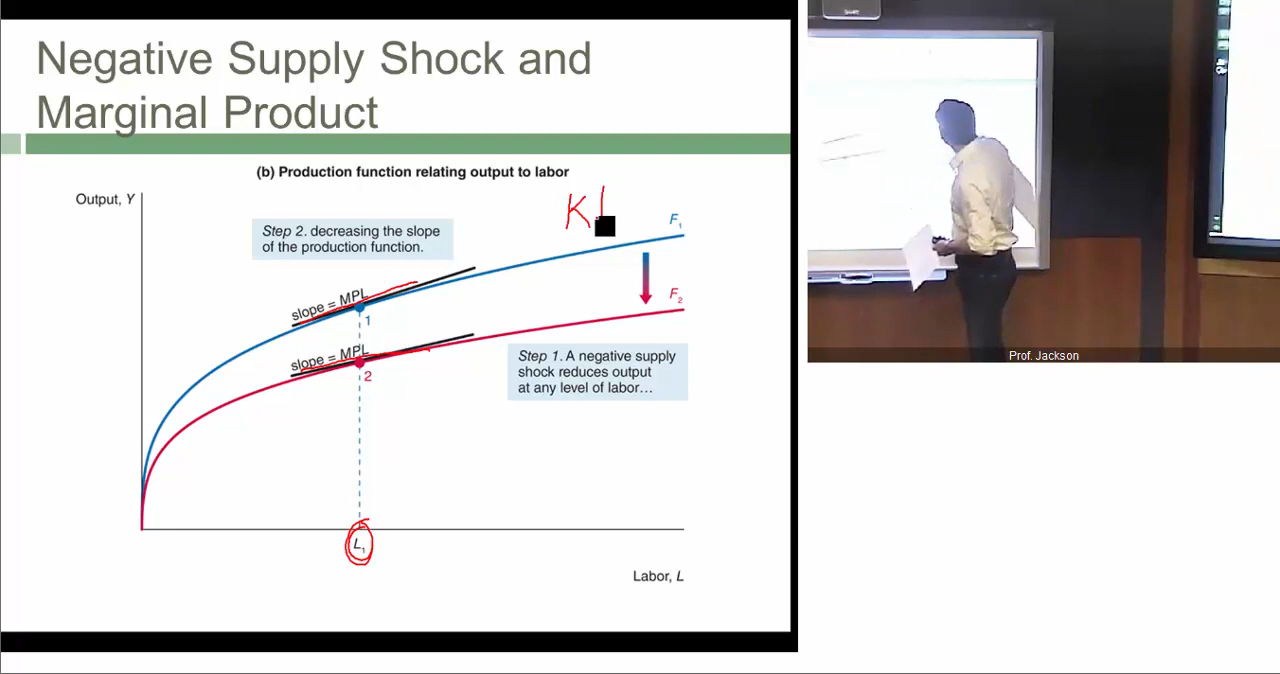 Negative Supply Shock and
Marginal Product
(b) Production function relating output to labor
Output, Y
Step 2. decreasing the slope
of the production function.
K
F₁
slope = MPL
1
F₂
slope = MPL
2
Step 1. A negative supply
shock reduces output
at any level of labor…
L₁
Labor, L
Prof. Jackson